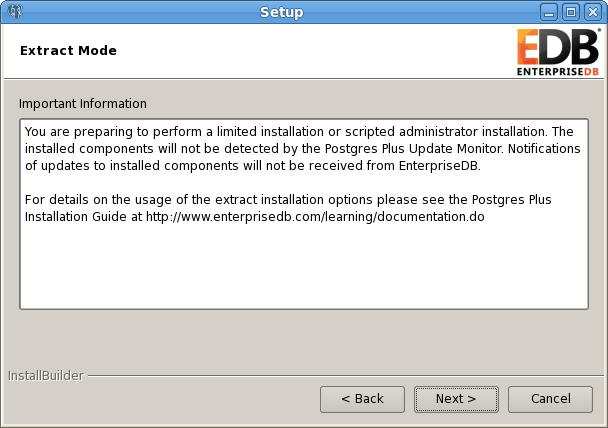 Setup
Extract Mode
EDB
ENTERPRISEDB
Important Information
You are preparing to perform a limited installation or scripted administrator installation. The
installed components will not be detected by the Postgres Plus Update Monitor. Notifications
of updates to installed components will not be received from EnterpriseDB.
For details on the usage of the extract installation options please see the Postgres Plus
Installation Guide at http://www.enterprisedb.com/learning/documentation.do
InstallBuilder
< Back
Next >
Cancel